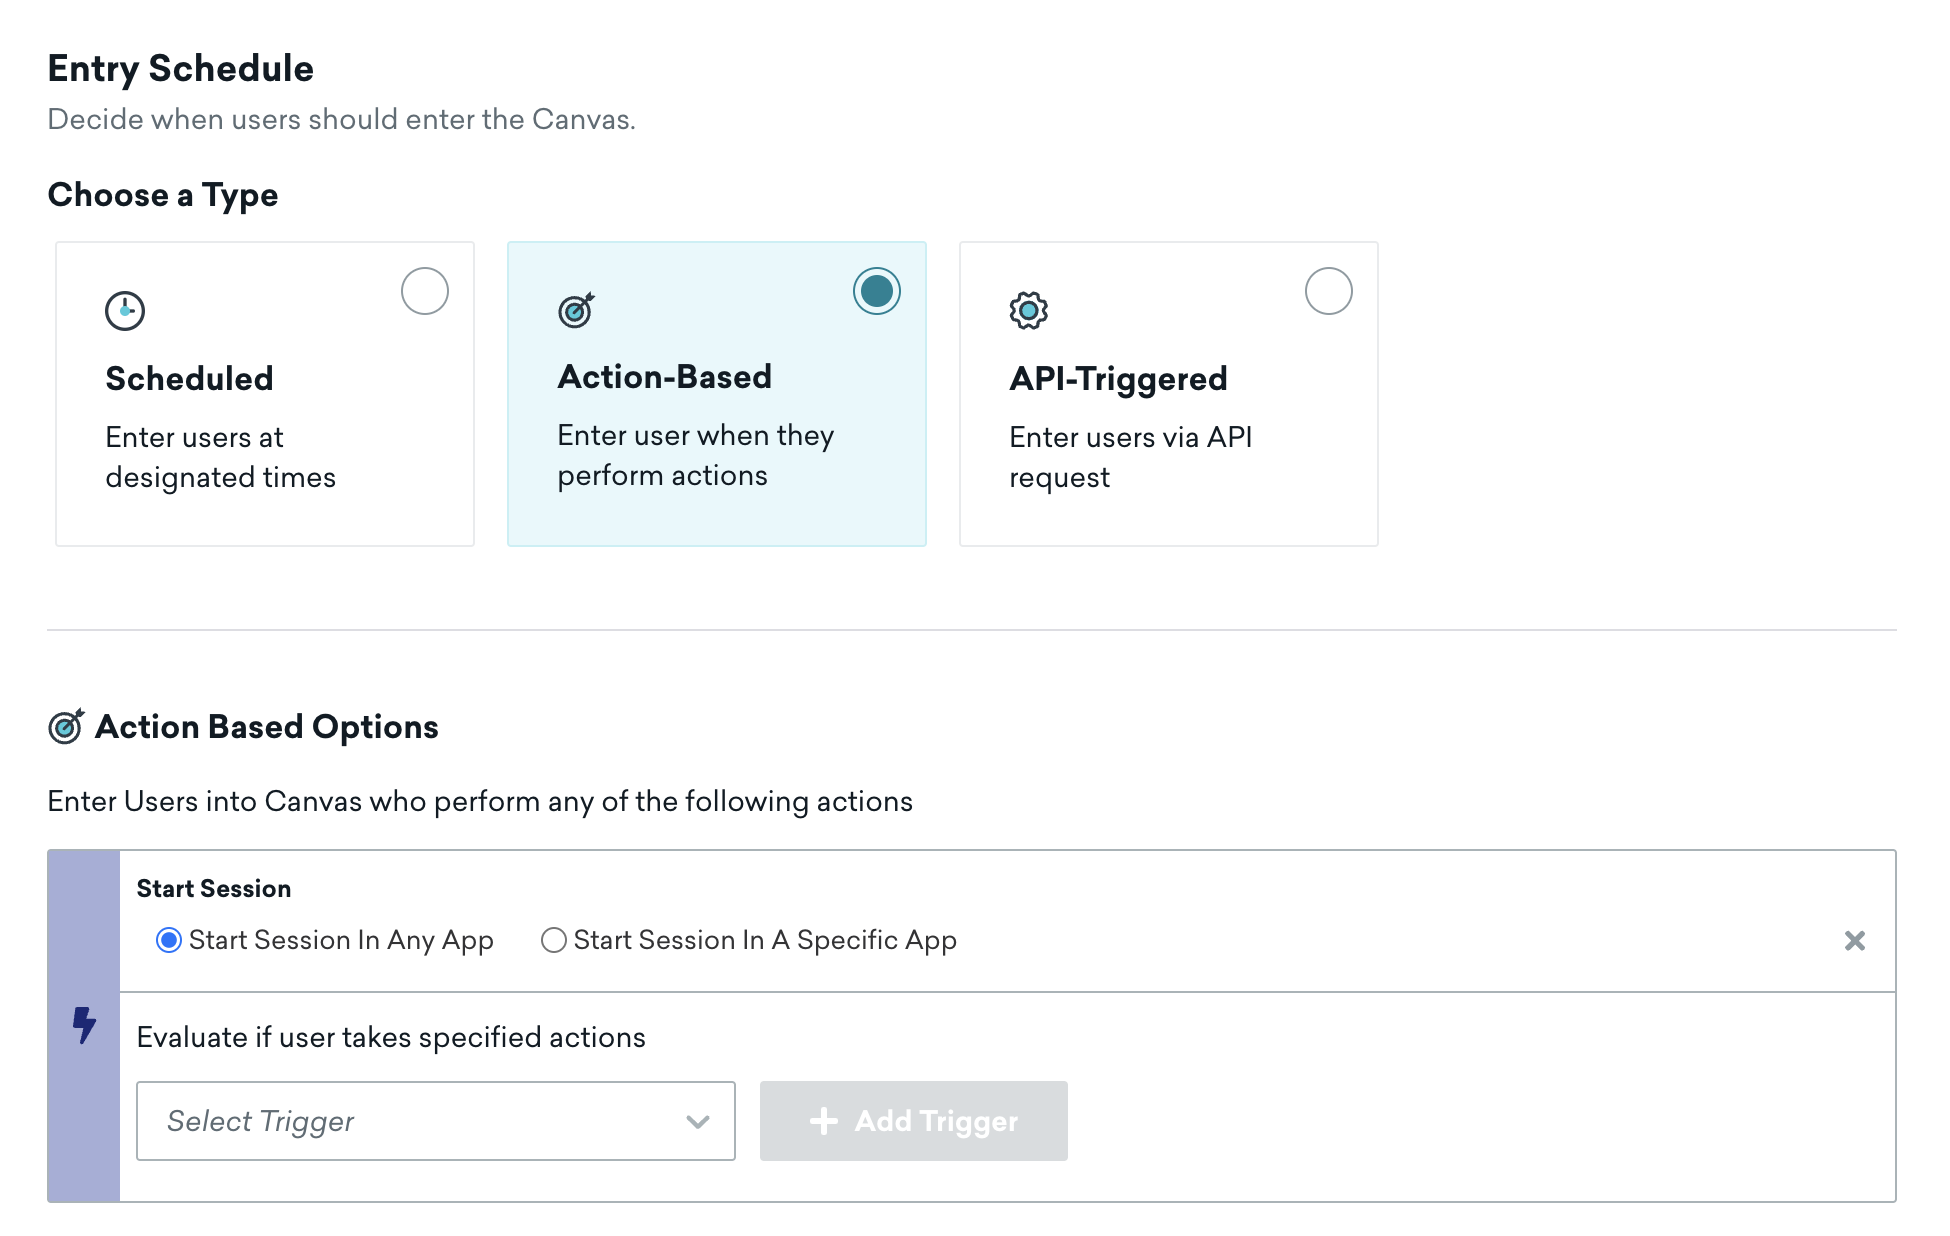 Entry Schedule
Decide when users should enter the Canvas.
Choose a Type
Scheduled
Enter users at
designated times
Action-Based
Enter user when they
perform actions
API-Triggered
Enter users via API
request
Action Based Options
Enter Users into Canvas who perform any of the following actions
Start Session
Start Session In Any App
Start Session In A Specific App
Evaluate if user takes specified actions
Select Trigger
Add Trigger